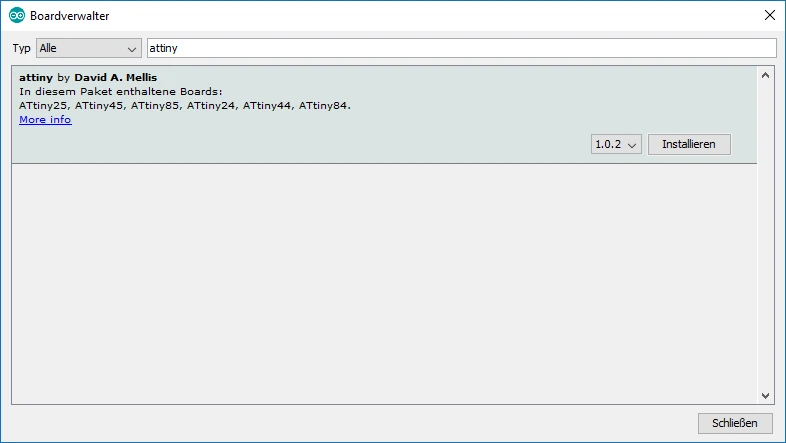 Boardverwalter
Typ Alle attiny
attiny by David A. Mellis
In diesem Paket enthaltene Boards:
ATtiny25, ATtiny45, ATtiny85, ATtiny24, ATtiny44, ATtiny84.
More info
1.0.2 Installieren
Schließen